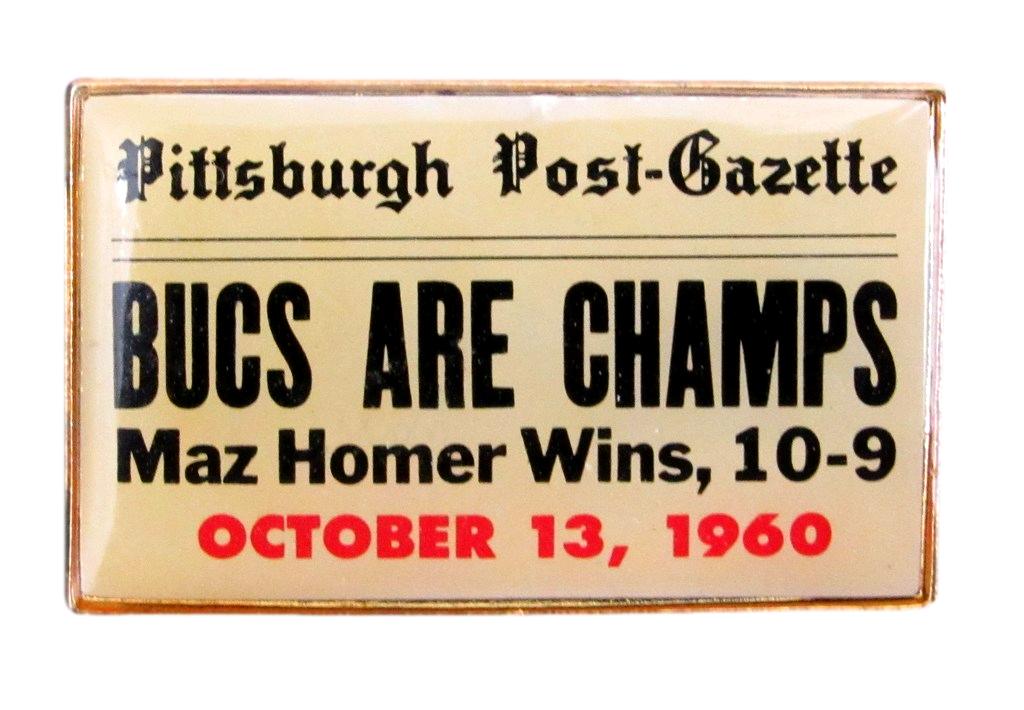 Pittsburgh Post-Gazette
BUCS ARE CHAMPS
Maz Homer Wins, 10-9
OCTOBER 13, 1960